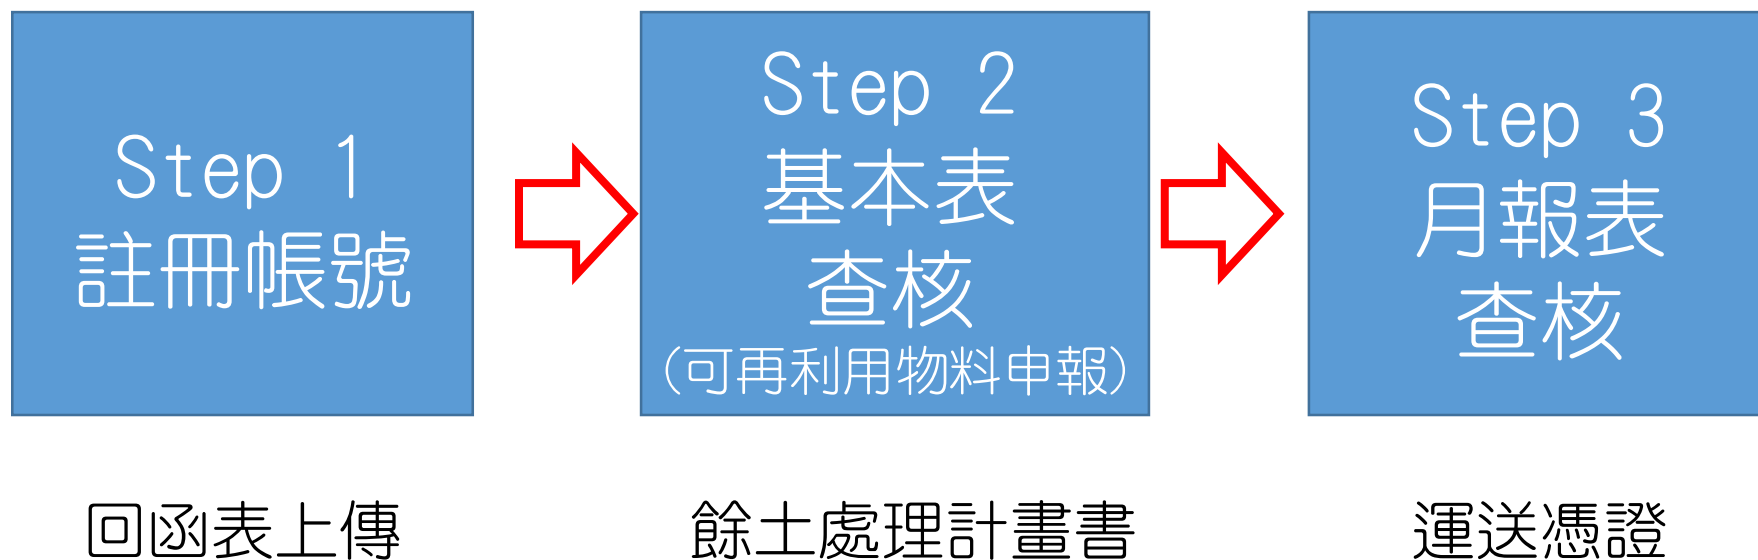 Step 1
註冊帳號
Step 2
基本表
查核
(可再利用物料申報)
Step 3
月報表
查核
回函表上傳
餘土處理計畫書
運送憑證